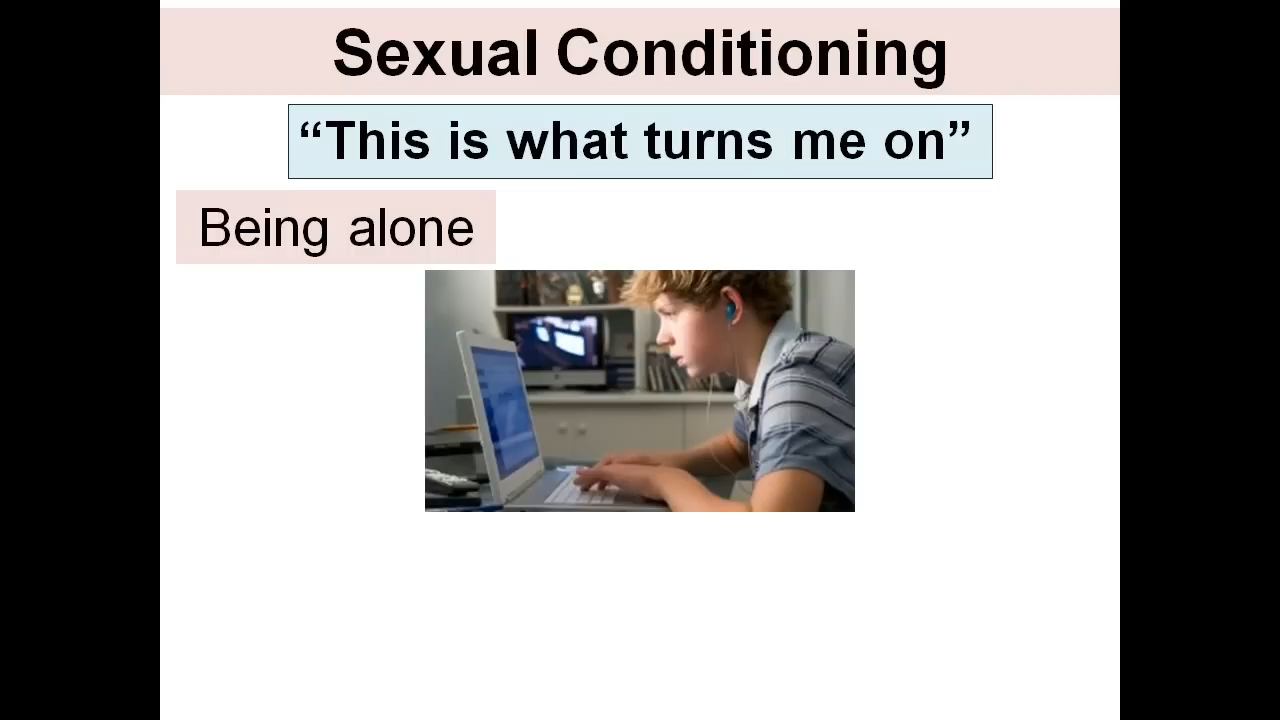 Sexual Conditioning
“This is what turns me on”
Being alone